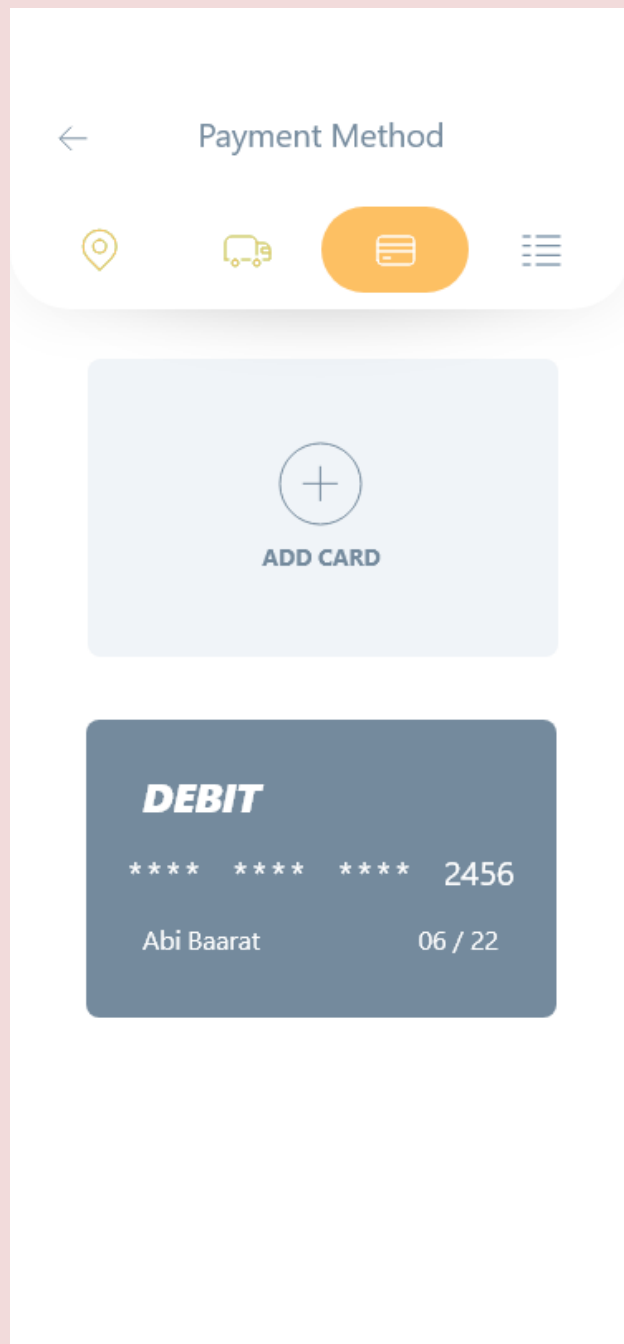 Payment Method
ADD CARD
DEBIT
**** **** **** 2456
Abi Baarat 06 / 22